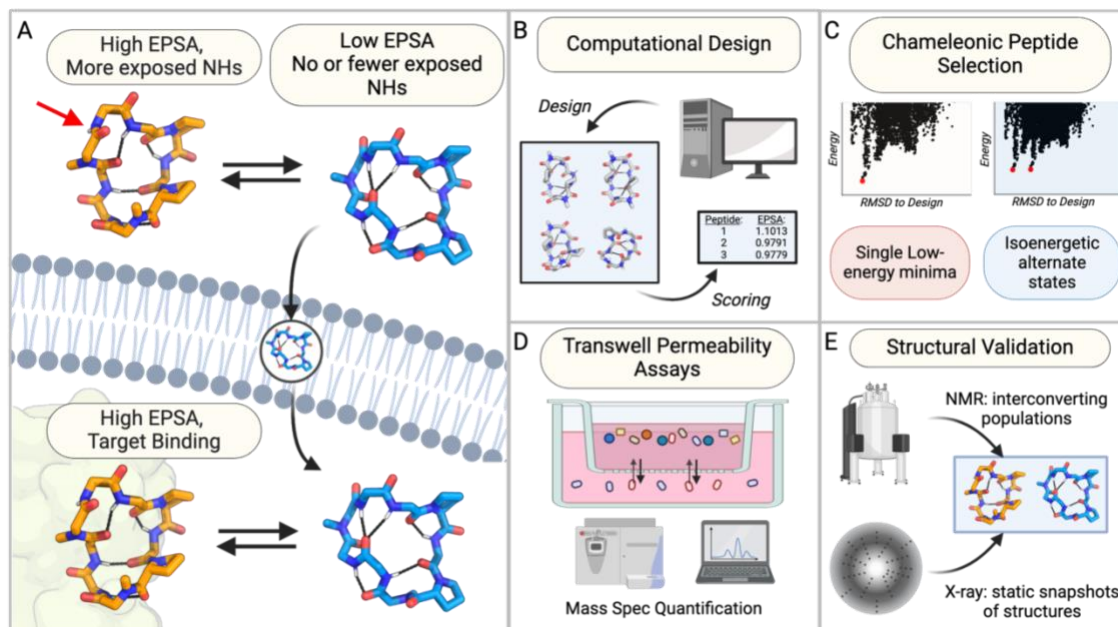 A
High EPSA,
More exposed NHs
Low EPSA
No or fewer exposed
NHs
High EPSA,
Target Binding
B
Computational Design
Design
Peptide: EPSA:
1 1.1013
2 0.9791
3 0.9779
Scoring
C
Chameleonic Peptide
Selection
Energy
RMSD to Design
Energy
RMSD to Design
Single Low-
energy minima
Isoenergetic
alternate
states
D
Transwell Permeability
Assays
Mass Spec Quantification
E
Structural Validation
NMR: interconverting
populations
X-ray: static snapshots
of structures